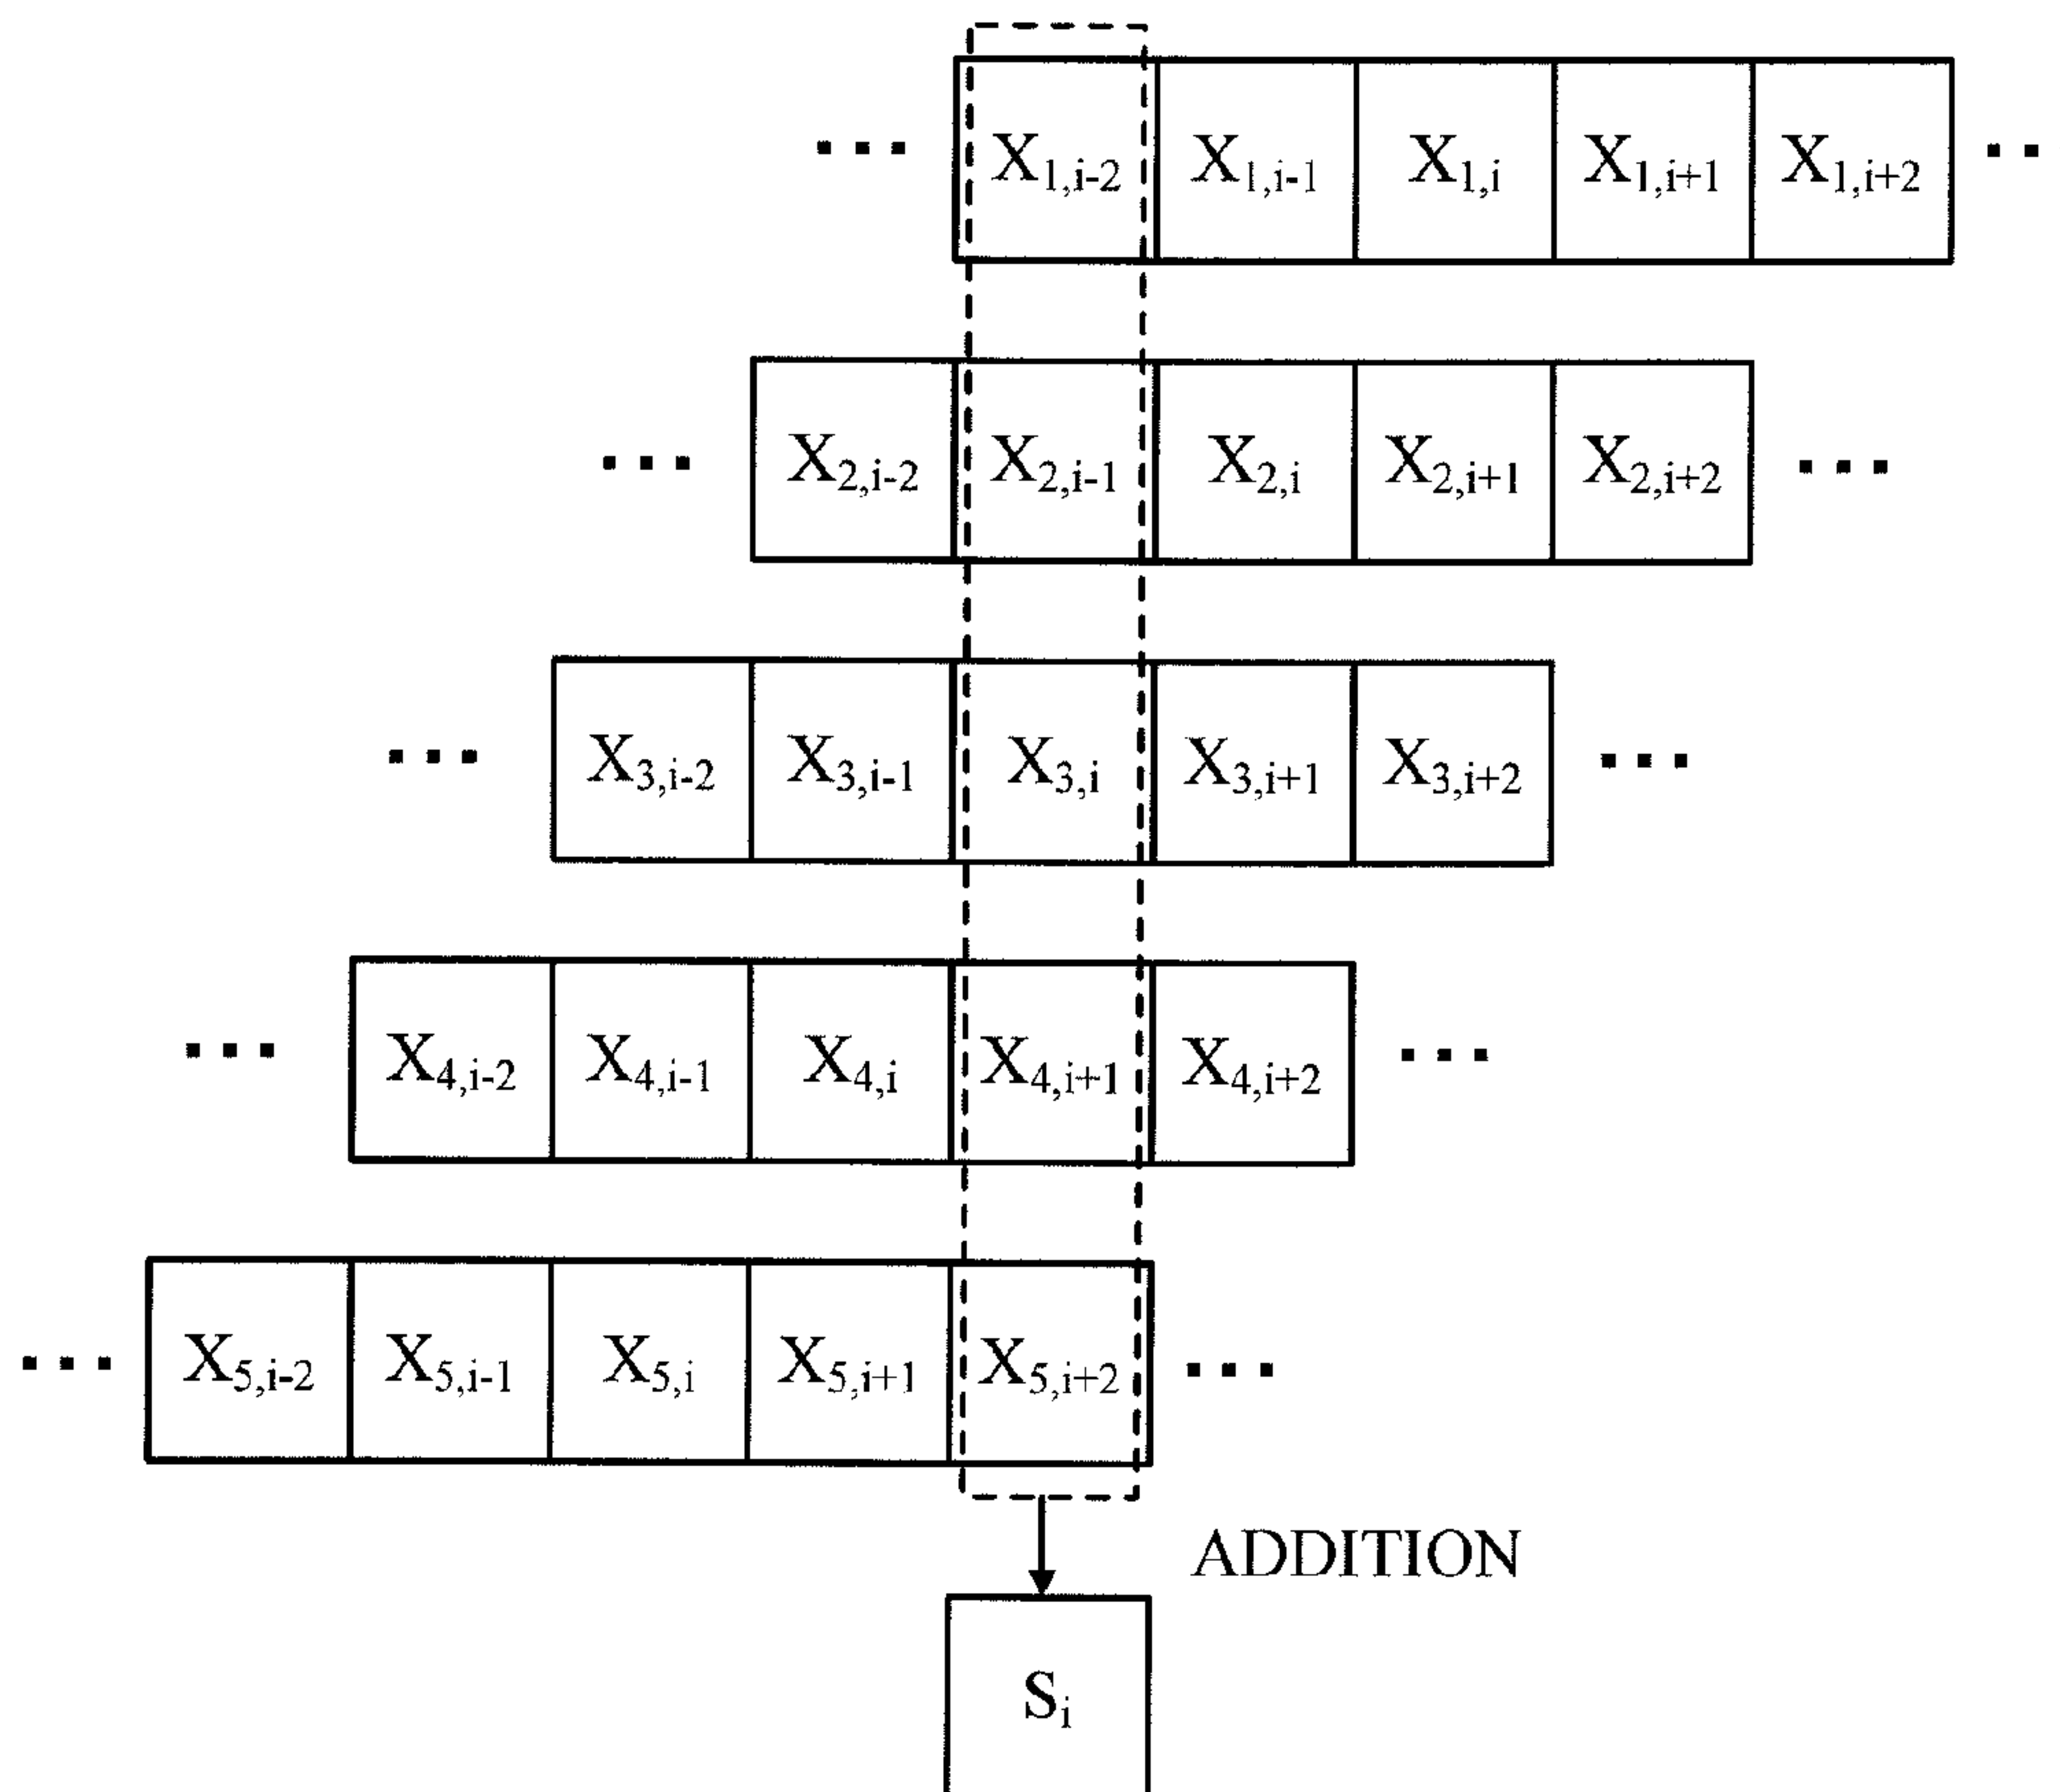 ... X1,i-2 X1,i-1 X1,i X1,i+1 X1,i+2 ..
... X2,i-2 X2,i-1 X2,i X2,i+1 X2,i+2 ...
... X3,i-2 X3,i-1 X3,i X3,i+1 X3,i+2 ...
... X4,i-2 X4,i-1 X4,i X4,i+1 X4,i+2 ...
... X5,i-2 X5,i-1 X5,i X5,i+1 X5,i+2 ...
ADDITION
Si